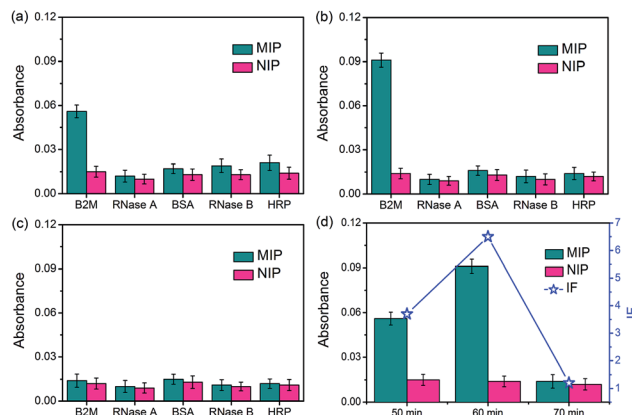 (a)
0.12
0.09
0.06
0.03
0.00
Absorbance
MIP
NIP
B2M RNase A BSA RNase B HRP
(b)
0.12
0.09
0.06
0.03
0.00
Absorbance
MIP
NIP
B2M RNase A BSA RNase B HRP
(c)
0.12
0.09
0.06
0.03
0.00
Absorbance
MIP
NIP
B2M RNase A BSA RNase B HRP
(d)
0.12
0.09
0.06
0.03
0.00
Absorbance
MIP
NIP
IF
7
6
5
4
3
2
1
IF
50 min 60 min 70 min